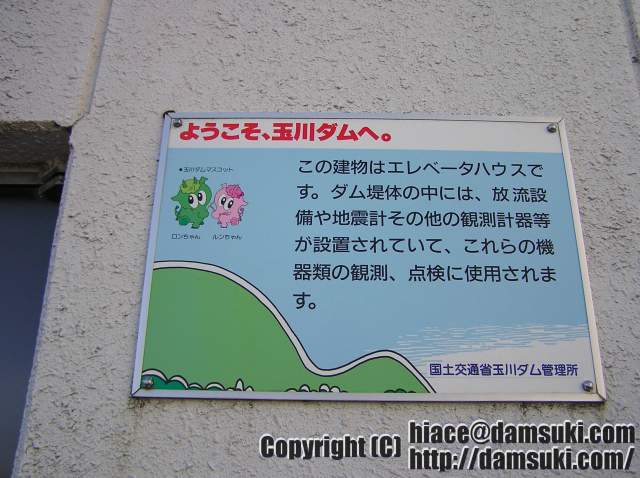 ようこそ、玉川ダムへ。
●玉川ダムマスコット
ロンちゃん ルンちゃん
この建物はエレベータハウスで
す。ダム堤体の中には、放流設
備や地震計その他の観測計器等
が設置されていて、これらの機
器類の観測、点検に使用されま
す。
国土交通省玉川ダム管理所
Copyright (C) hiace@damsuki.com
http://damsuki.com/